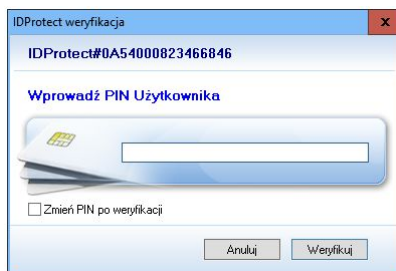 IDProtect weryfikacja
x
IDProtect#0A54000823466846
Wprowadź PIN Użytkownika
Zmień PIN po weryfikacji
Anuluj Weryfikuj